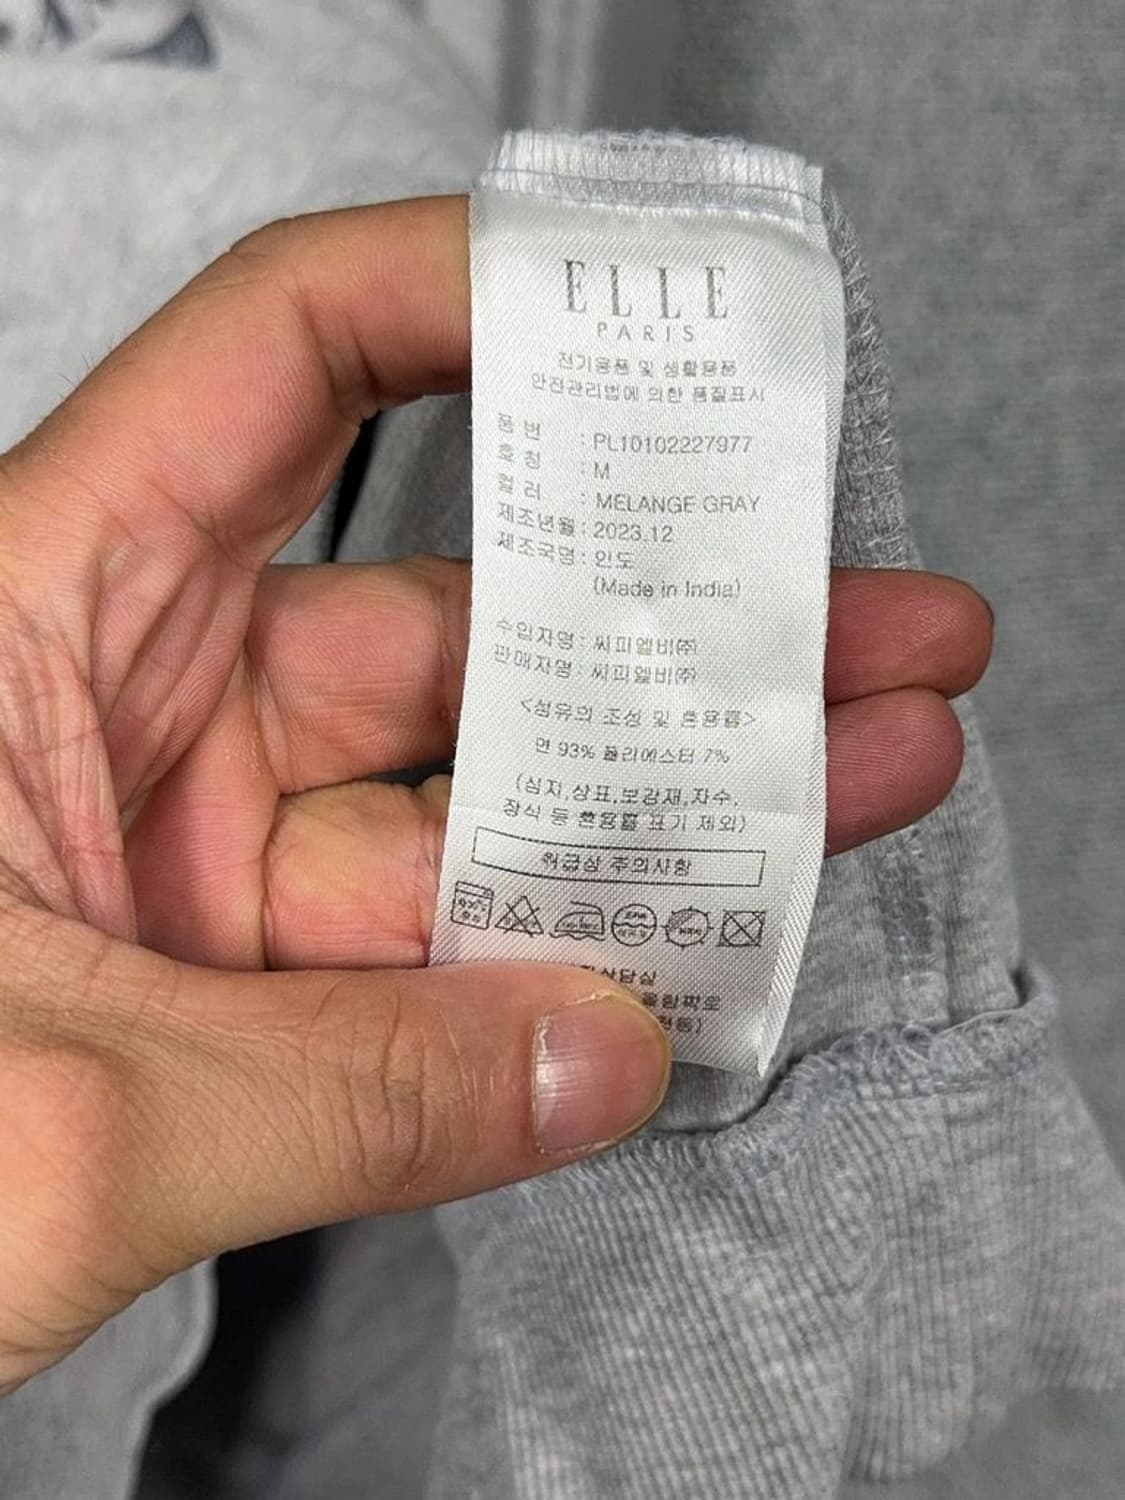 ELLE
PARIS
전기용품 및 생활용품
안전관리법에 의한 품질표시
품 번 : PL10102227977
호 칭 : M
컬 러 : MELANGE GRAY
제조년월 : 2023.12
제조국명 : 인도
(Made in India)
수입자명 : 씨피엘비(주)
판매자명 : 씨피엘비(주)
<섬유의 조성 및 혼용률>
면 93% 폴리에스터 7%
(심지,상표,보강재,자수,
장식 등 혼용률 표기 제외)
취급상 주의사항
상담실